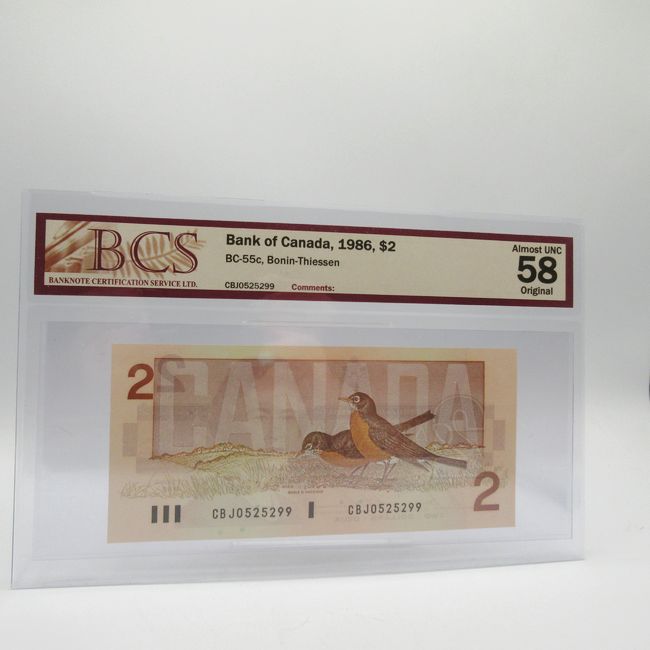 BCS
BANKNOTE CERTIFICATION SERVICE LTD.
Bank of Canada, 1986, $2
BC-55c, Bonin-Thiessen
CBJ0525299 Comments:
Almost UNC
58
Original
2
CANADA
2
CBJ0525299 CBJ0525299